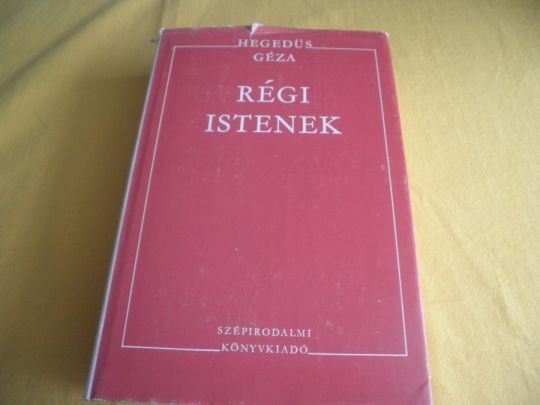 HEGEDÜS
GÉZA
RÉGI
ISTENEK
SZÉPIRODALMI
KÖNYVKIADÓ